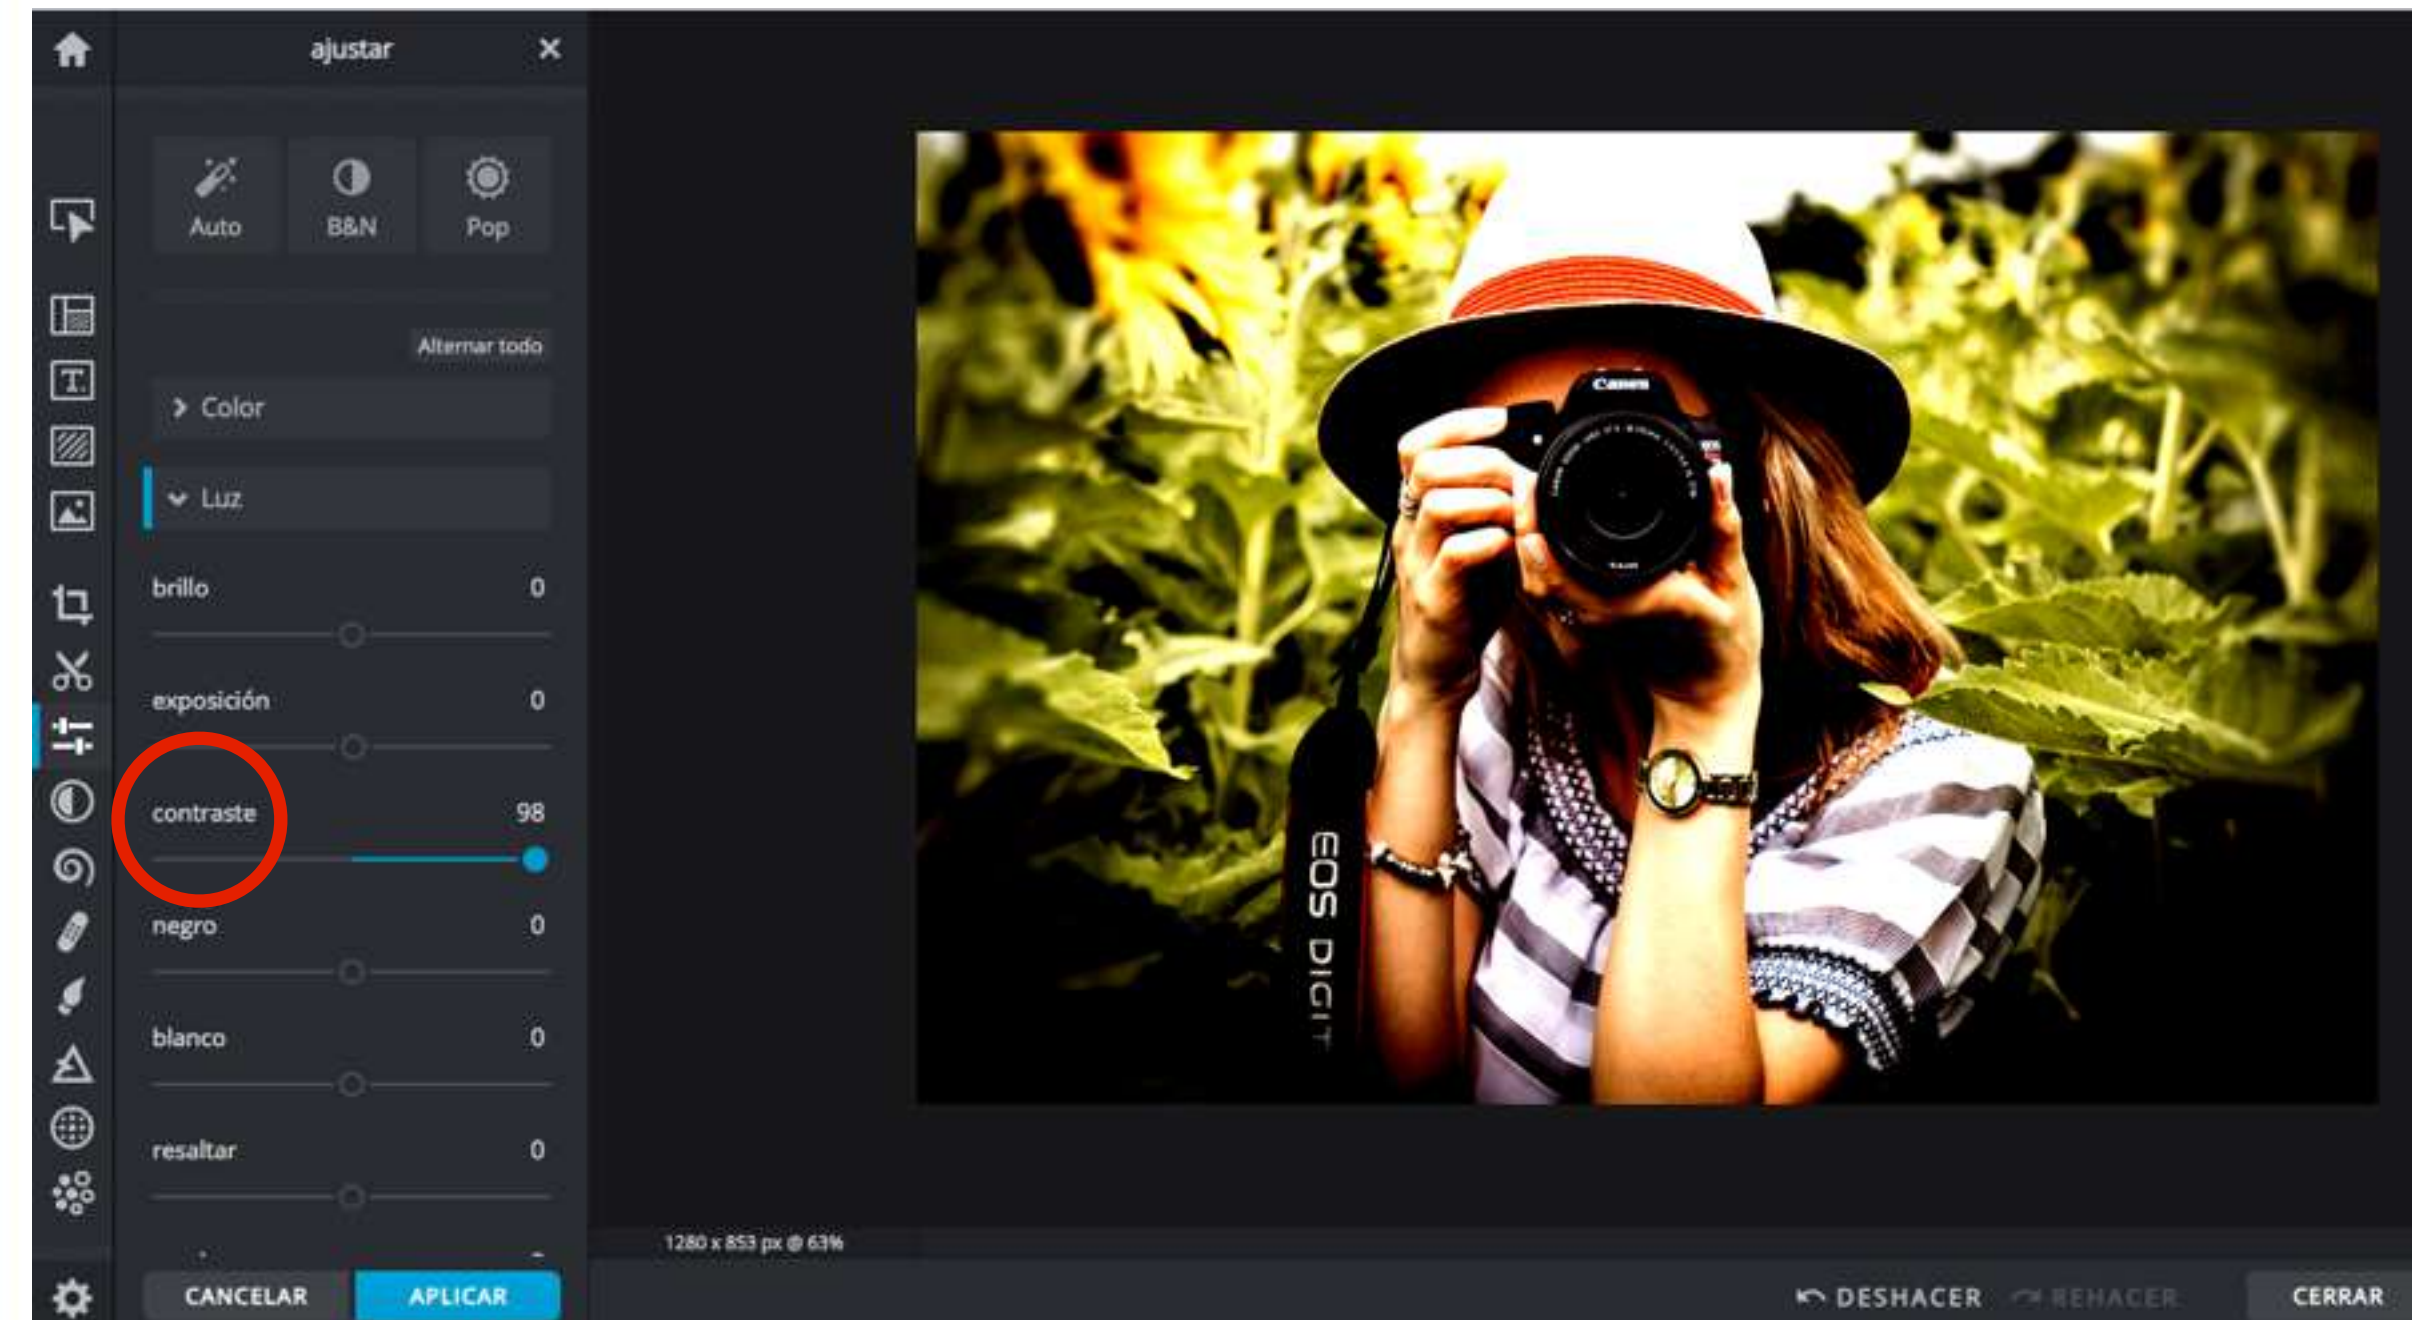 ajustar
Auto
B&N
Pop
Alternar todo
Color
Luz
brillo 0
exposición 0
contraste 98
negro 0
blanco 0
resaltar 0
CANCELAR
APLICAR
Canon
EOS DIGIT
1280 x 853 px @ 63%
DESHACER
REHACER
CERRAR